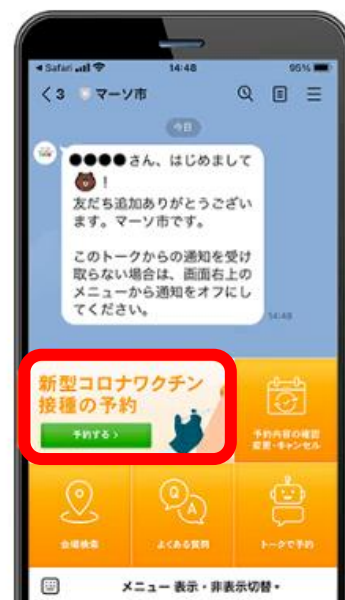 Safari 14:48 95%
3 マーソ市
今日
●●●●さん、はじめまして
！
友だち追加ありがとうござい
ます。マーソ市です。
このトークからの通知を受け
取らない場合は、画面右上の
メニューから通知をオフにし
てください。
14:48
新型コロナワクチン
接種の予約
予約する >
予約内容の確認
変更・キャンセル
会場検索
Q
A
よくある質問
トークで予約
メニュー 表示・非表示切替